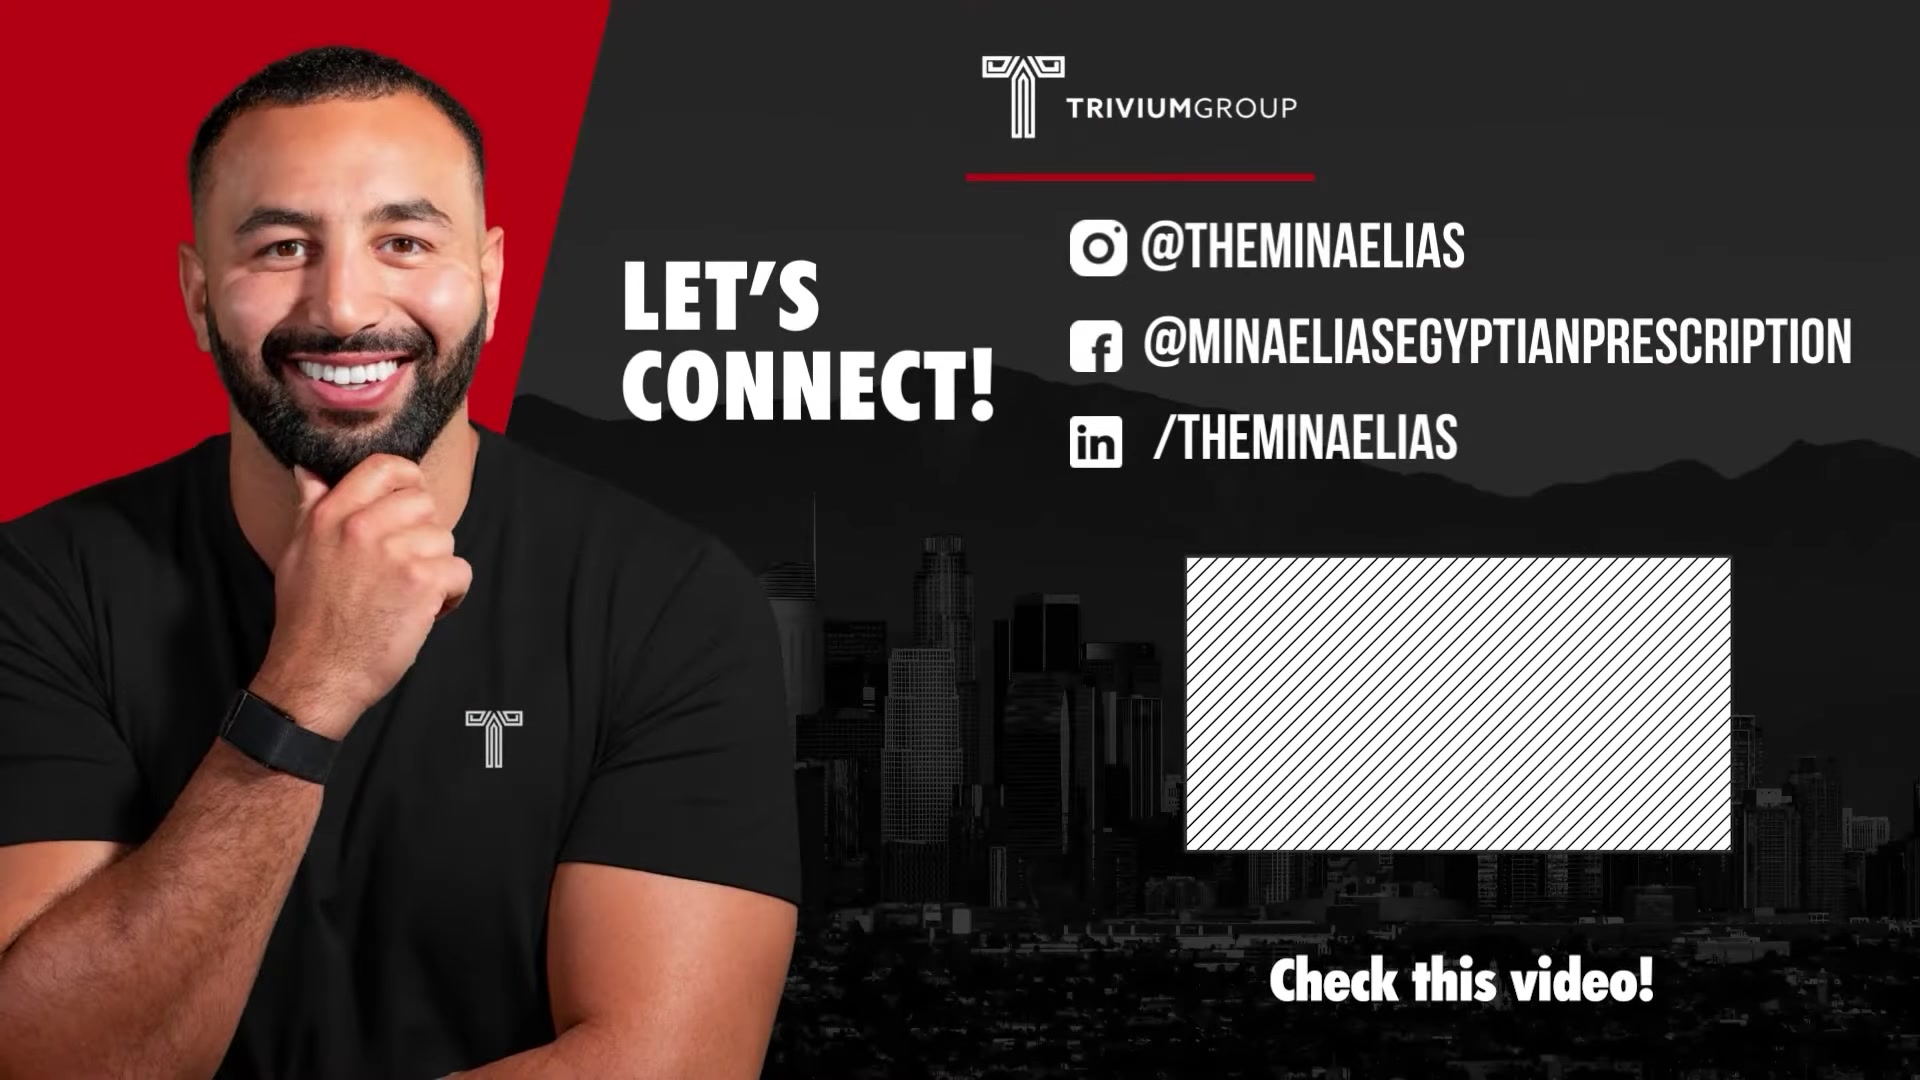 TRIVIUMGROUP
LET'S
CONNECT!
@THEMINAELIAS
@MINAELIASEGYPTIANPRESCRIPTION
/THEMINAELIAS
Check this video!